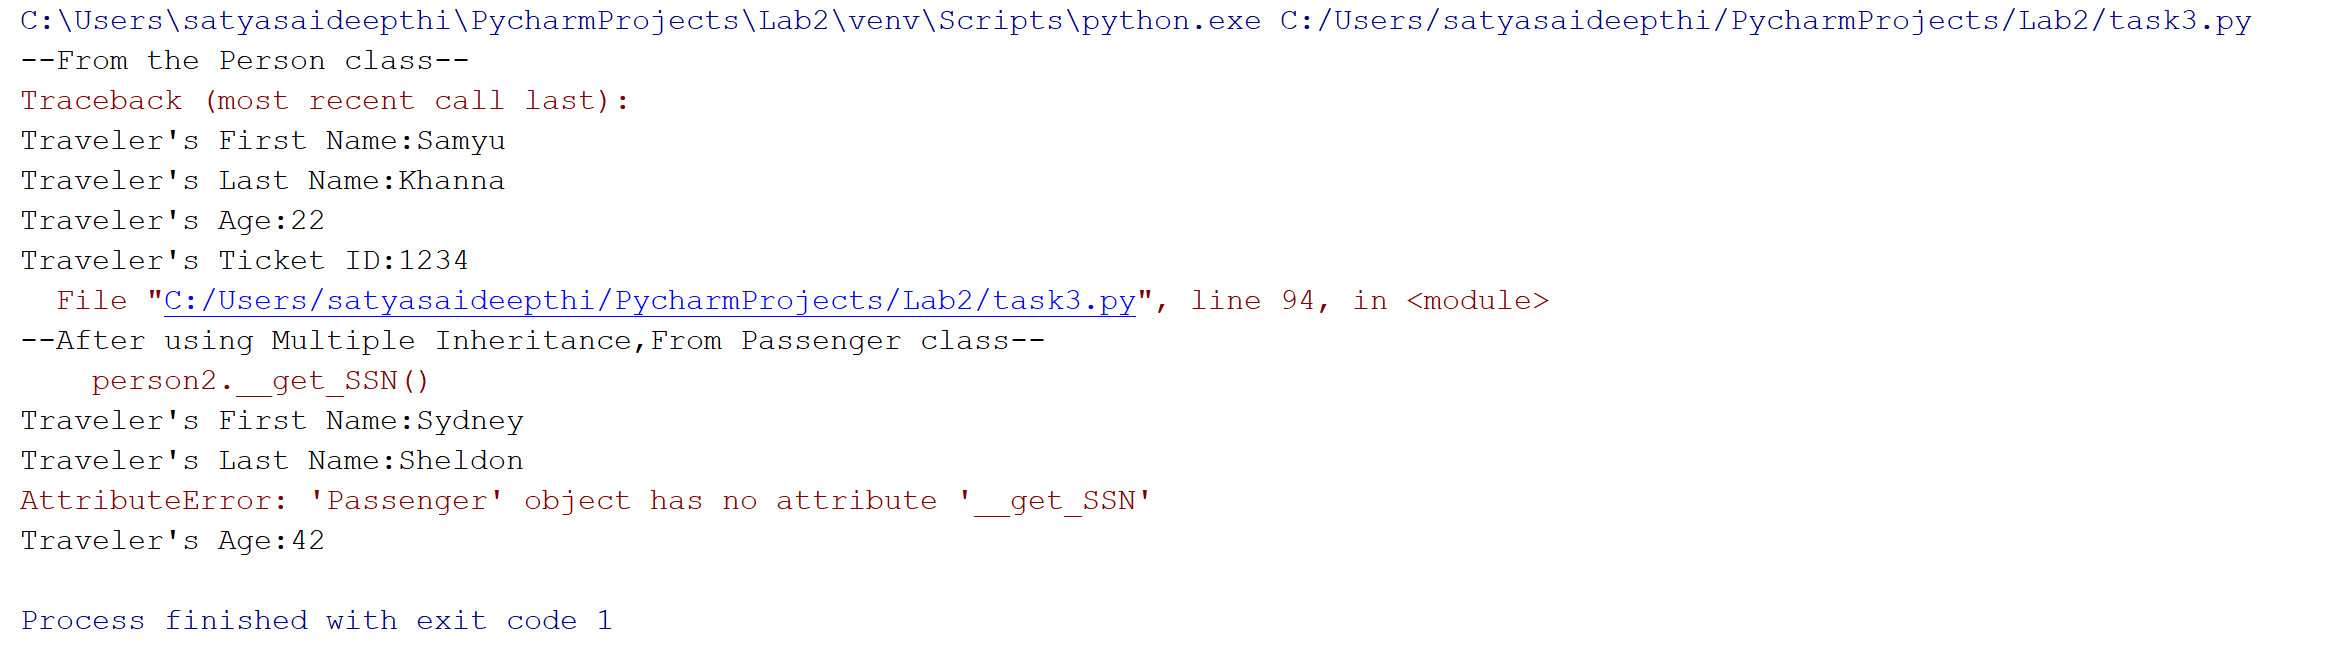 C:\Users\satyasaideepthi\PycharmProjects\Lab2\venv\Scripts\python.exe C:/Users/satyasaideepthi/PycharmProjects/Lab2/task3.py
--From the Person class--
Traceback (most recent call last):
Traveler's First Name:Samyu
Traveler's Last Name:Khanna
Traveler's Age:22
Traveler's Ticket ID:1234
  File "C:/Users/satyasaideepthi/PycharmProjects/Lab2/task3.py", line 94, in <module>
--After using Multiple Inheritance,From Passenger class--
    person2.__get_SSN()
Traveler's First Name:Sydney
Traveler's Last Name:Sheldon
AttributeError: 'Passenger' object has no attribute '__get_SSN'
Traveler's Age:42
Process finished with exit code 1